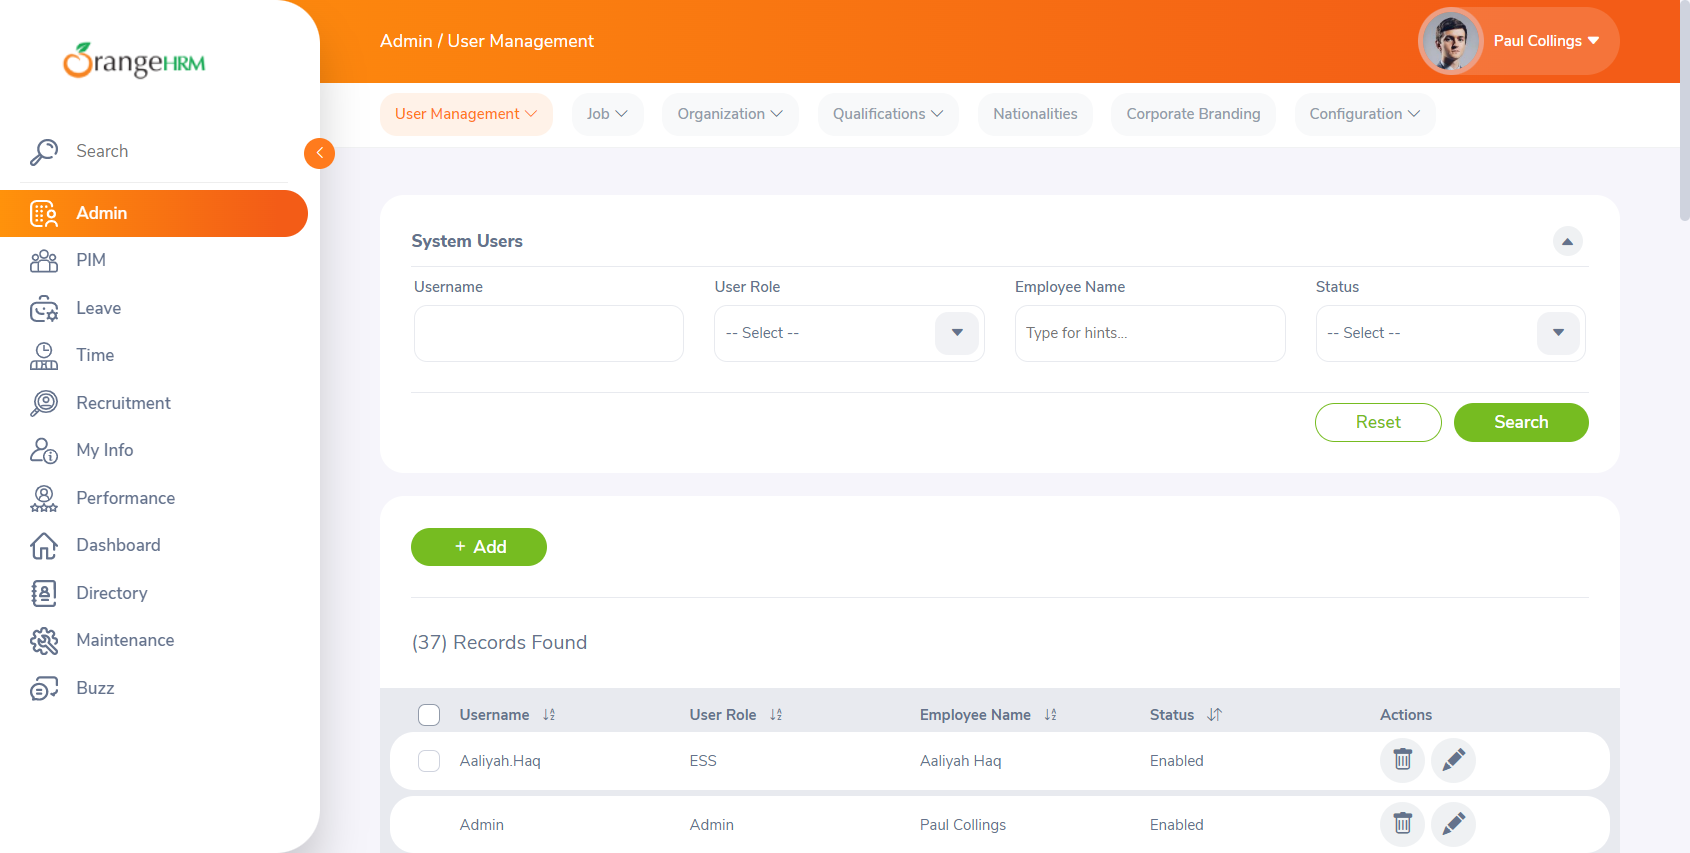 OrangeHRM
Admin / User Management
Paul Collings
Search
Admin
PIM
Leave
Time
Recruitment
My Info
Performance
Dashboard
Directory
Maintenance
Buzz
User Management
Job
Organization
Qualifications
Nationalities
Corporate Branding
Configuration
System Users
Username
User Role
Employee Name
Status
-- Select --
Type for hints...
-- Select --
Reset
Search
+ Add
(37) Records Found
Username
User Role
Employee Name
Status
Actions
Aaliyah.Haq
ESS
Aaliyah Haq
Enabled
Admin
Admin
Paul Collings
Enabled